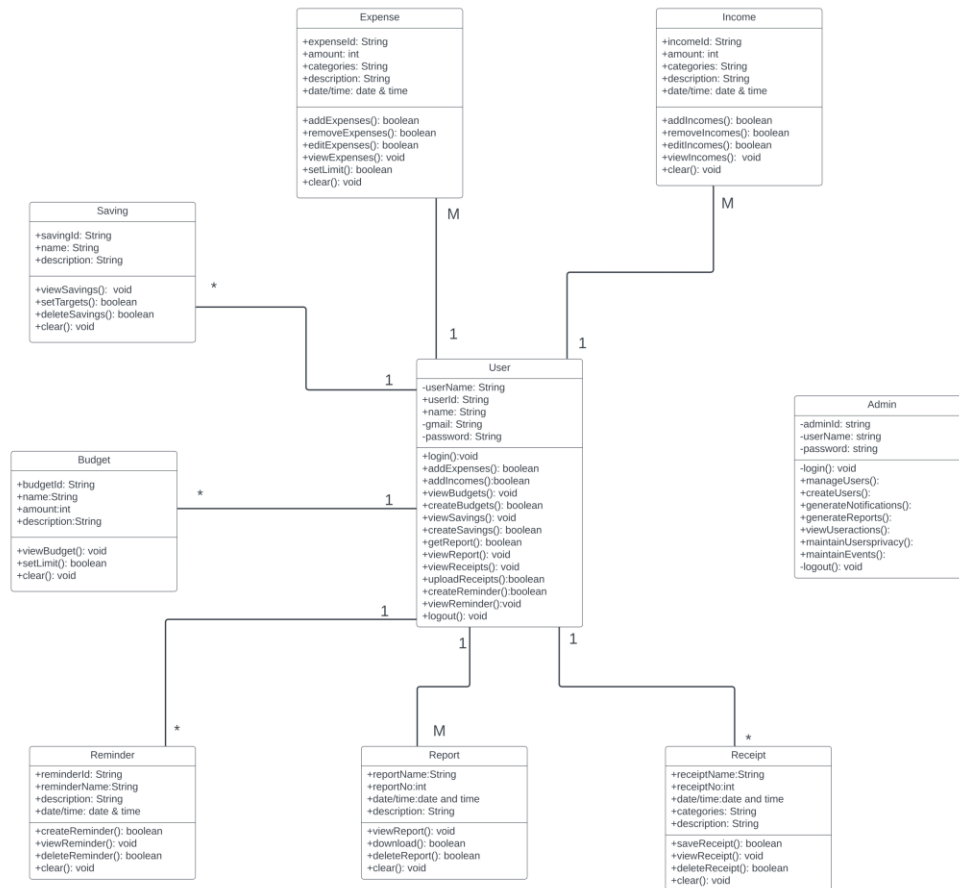 Expense
+expenseId: String
+amount: int
+categories: String
+description: String
+date/time: date & time
+addExpenses(): boolean
+removeExpenses(): boolean
+editExpenses(): boolean
+viewExpenses(): void
+setLimit(): boolean
+clear(): void
M
1
Income
+incomeId: String
+amount: int
+categories: String
+description: String
+date/time: date & time
+addIncomes(): boolean
+removeIncomes(): boolean
+editIncomes(): boolean
+viewIncomes():  void
+clear(): void
M
1
Saving
+savingId: String
+name: String
+description: String
+viewSavings():  void
+setTargets(): boolean
+deleteSavings(): boolean
+clear(): void
*
1
User
-userName: String
+userId: String
+name: String
-gmail: String
-password: String
+login():void
+addExpenses(): boolean
+addIncomes():boolean
+viewBudgets(): void
+createBudgets(): boolean
+viewSavings(): void
+createSavings(): boolean
+getReport(): boolean
+viewReport(): void
+viewReceipts(): void
+uploadReceipts():boolean
+createReminder():boolean
+viewReminder():void
+logout(): void
Admin
-adminId: string
-userName: string
-password: string
-login(): void
+manageUsers():
+createUsers():
+generateNotifications():
+generateReports():
+viewUseractions():
+maintainUsersprivacy():
+maintainEvents():
-logout(): void
Budget
+budgetId: String
+name:String
+amount:int
+description:String
+viewBudget(): void
+setLimit(): boolean
+clear(): void
*
1
1
*
Reminder
+reminderId: String
+reminderName:String
+description: String
+date/time: date & time
+createReminder(): boolean
+viewReminder(): void
+deleteReminder(): boolean
+clear(): void
1
M
Report
+reportName:String
+reportNo:int
+date/time:date and time
+description: String
+viewReport(): void
+download(): boolean
+deleteReport(): boolean
+clear(): void
1
*
Receipt
+receiptName:String
+receiptNo:int
+date/time:date and time
+categories: String
+description: String
+saveReceipt(): boolean
+viewReceipt(): void
+deleteReceipt(): boolean
+clear(): void